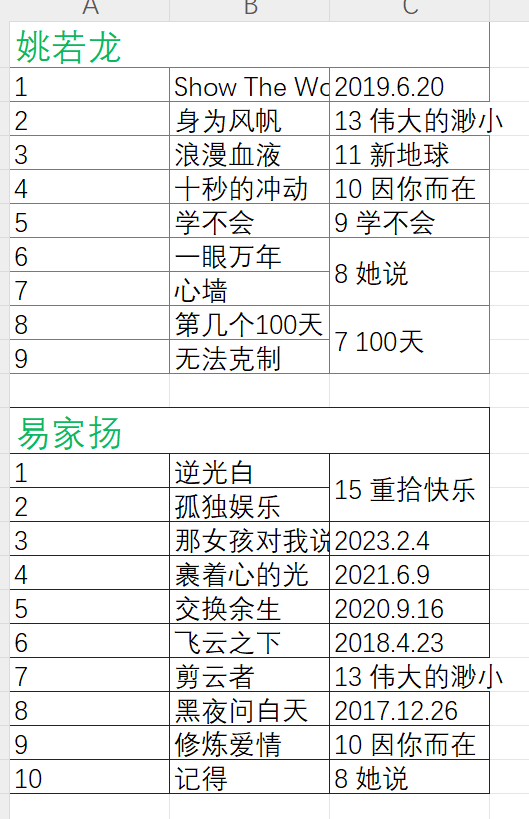 A B C
姚若龙
1 Show The Wo 2019.6.20
2 身为风帆 13 伟大的渺小
3 浪漫血液 11 新地球
4 十秒的冲动 10 因你而在
5 学不会 9 学不会
6 一眼万年 8 她说
7 心墙
8 第几个100天 7 100天
9 无法克制
易家扬
1 逆光白 15 重拾快乐
2 孤独娱乐
3 那女孩对我说 2023.2.4
4 裹着心的光 2021.6.9
5 交换余生 2020.9.16
6 飞云之下 2018.4.23
7 剪云者 13 伟大的渺小
8 黑夜问白天 2017.12.26
9 修炼爱情 10 因你而在
10 记得 8 她说